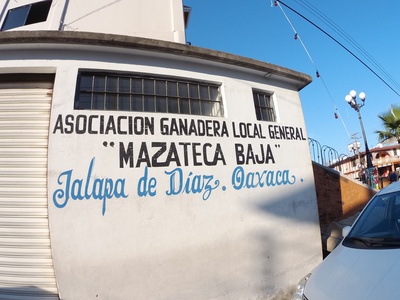 ASOCIACION GANADERA LOCAL GENERAL
"MAZATECA BAJA"
Jalapa de Díaz. Oaxaca.